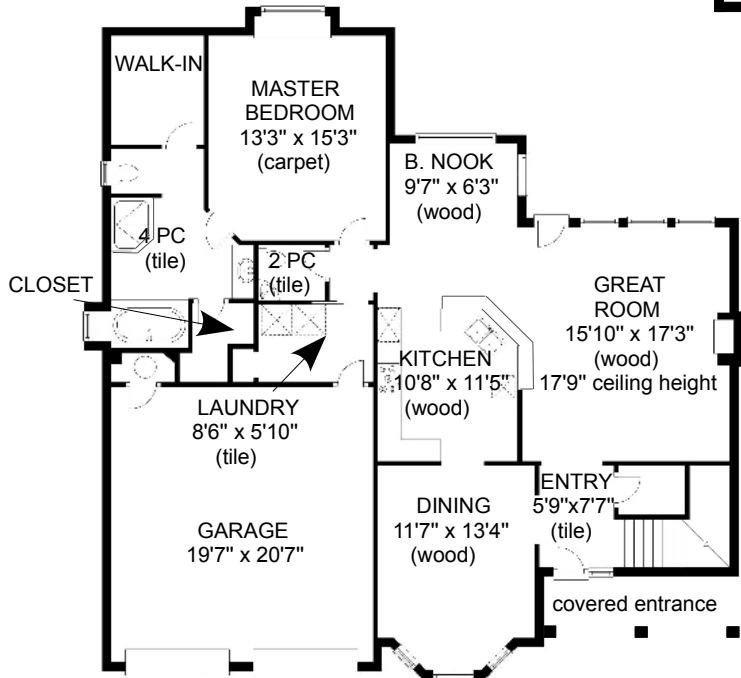 WALK-IN
MASTER
BEDROOM
13'3" x 15'3"
(carpet)
B. NOOK
9'7" x 6'3"
(wood)
4 PC
(tile)
2 PC
(tile)
CLOSET
GREAT
ROOM
15'10" x 17'3"
(wood)
17'9" ceiling height
KITCHEN
10'8" x 11'5"
(wood)
LAUNDRY
8'6" x 5'10"
(tile)
ENTRY
5'9"x7'7"
(tile)
DINING
11'7" x 13'4"
(wood)
GARAGE
19'7" x 20'7"
covered entrance